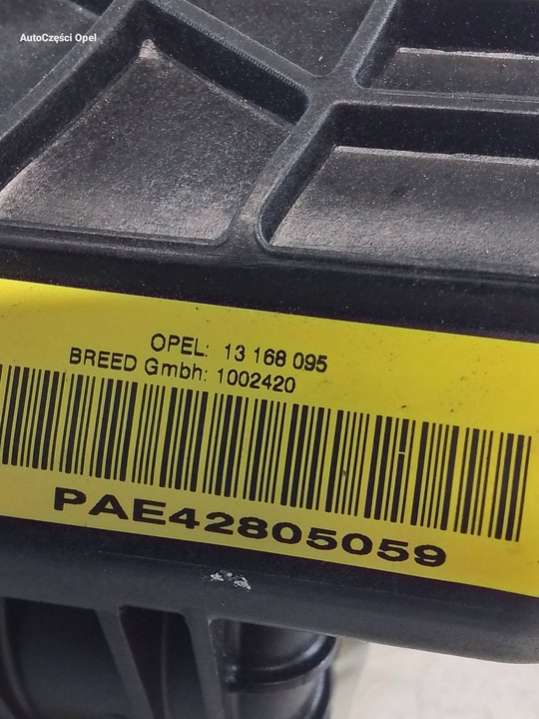 AutoCzęści Opel
OPEL: 13 168 095
BREED Gmbh: 1002420
PAE42805059